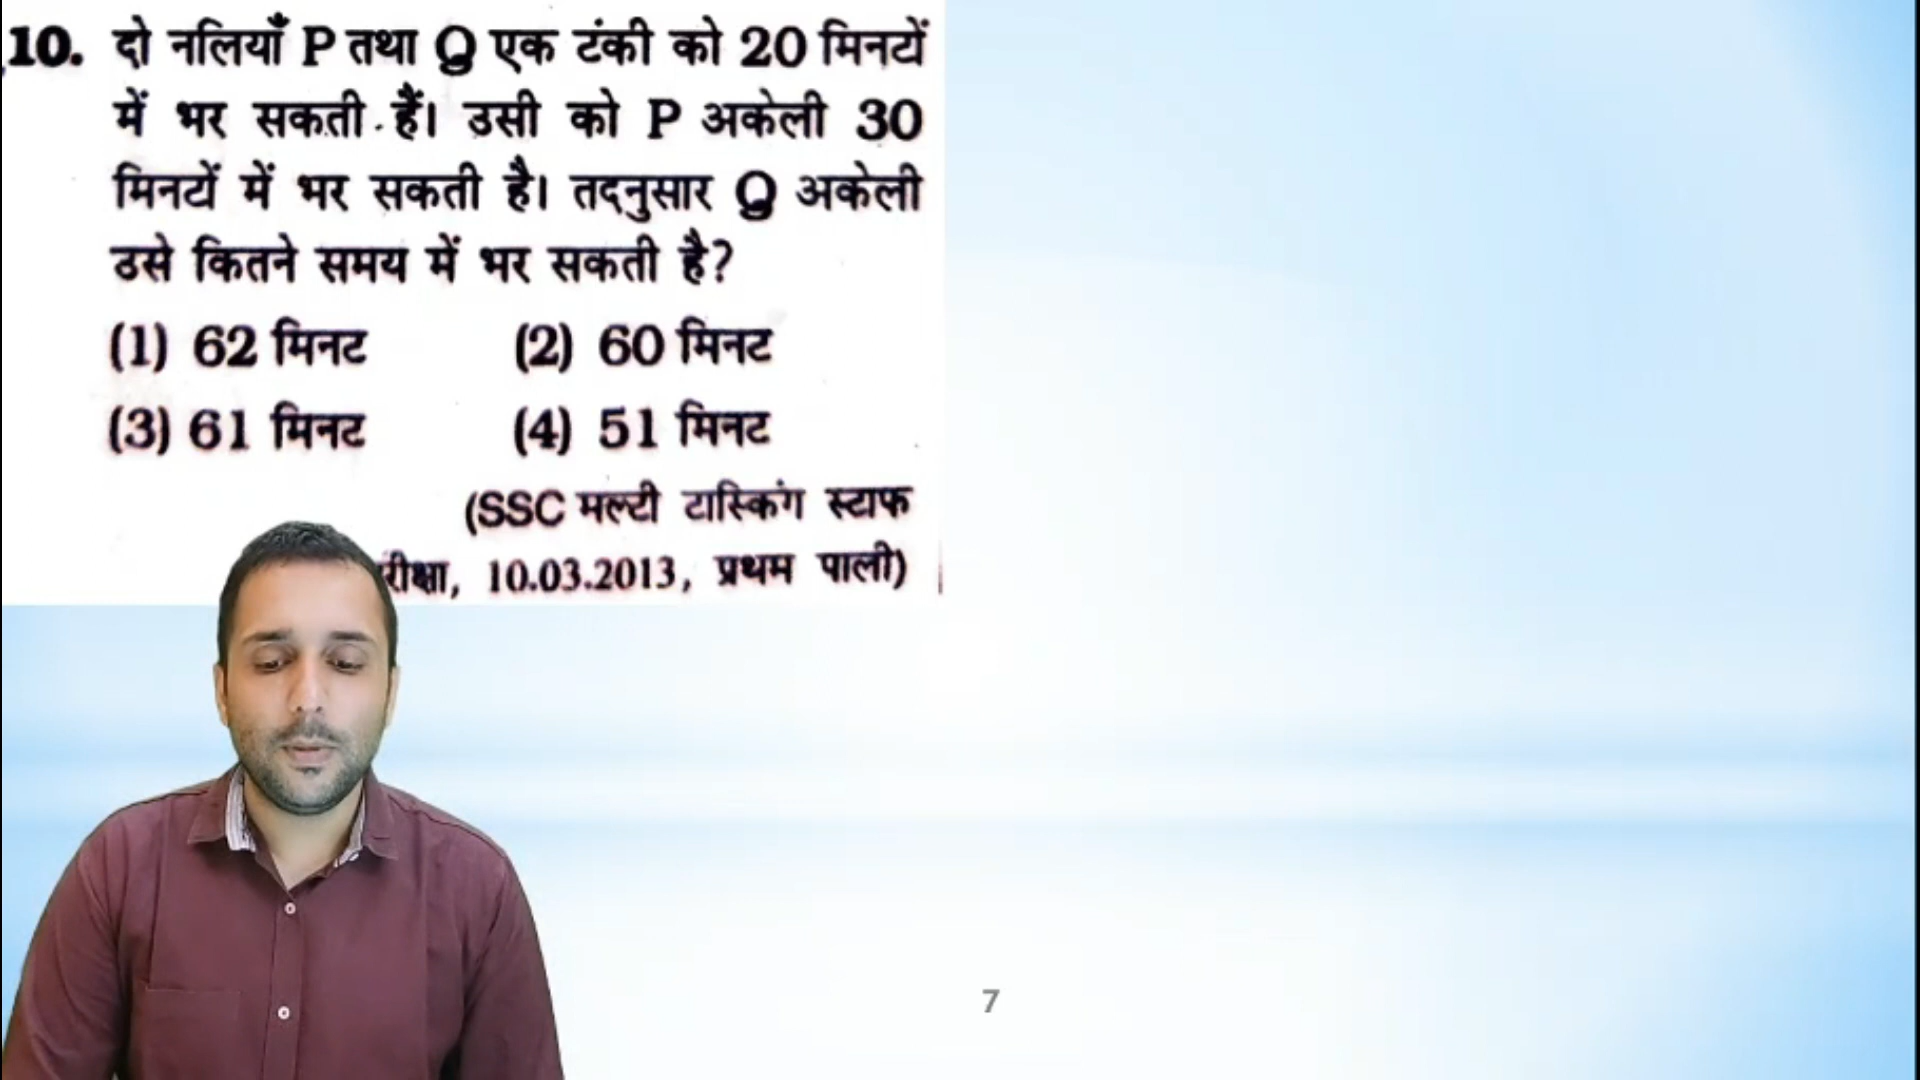 10. दो नलियाँ P तथा Q एक टंकी को 20 मिनटों
में भर सकती हैं। उसी को P अकेली 30
मिनटों में भर सकती है। तदनुसार Q अकेली
उसे कितने समय में भर सकती है?
(1) 62 मिनट (2) 60 मिनट
(3) 61 मिनट (4) 51 मिनट
(SSC मल्टी टास्किंग स्टाफ
10.03.2013, प्रथम पाली)
7